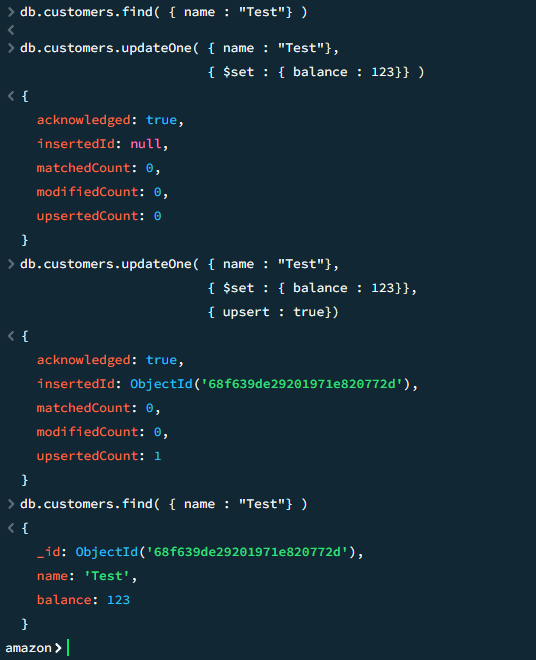 > db.customers.find( { name : "Test"} )
<
> db.customers.updateOne( { name : "Test"},
                        { $set : { balance : 123}} )
< {
  acknowledged: true,
  insertedId: null,
  matchedCount: 0,
  modifiedCount: 0,
  upsertedCount: 0
}
> db.customers.updateOne( { name : "Test"},
                        { $set : { balance : 123}},
                        { upsert : true})
< {
  acknowledged: true,
  insertedId: ObjectId('68f639de29201971e820772d'),
  matchedCount: 0,
  modifiedCount: 0,
  upsertedCount: 1
}
> db.customers.find( { name : "Test"} )
< {
  _id: ObjectId('68f639de29201971e820772d'),
  name: 'Test',
  balance: 123
}
amazon>